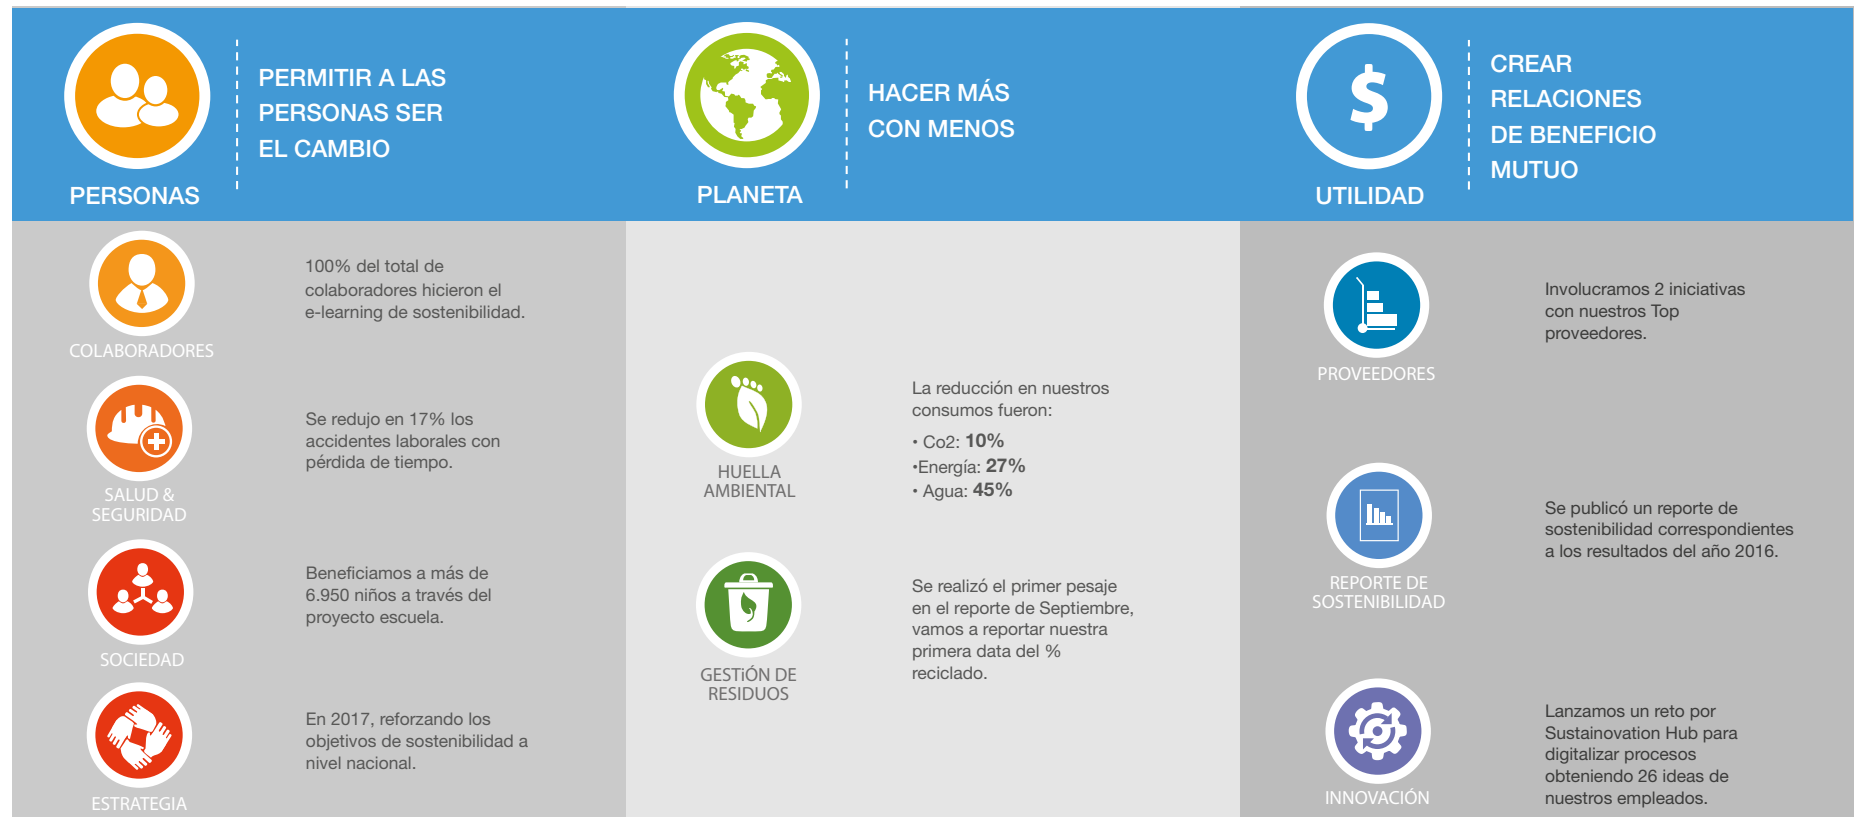 PERSONAS
PERMITIR A LAS
PERSONAS SER
EL CAMBIO
COLABORADORES
100% del total de
colaboradores hicieron el
e-learning de sostenibilidad.
SALUD &
SEGURIDAD
Se redujo en 17% los
accidentes laborales con
pérdida de tiempo.
SOCIEDAD
Beneficiamos a más de
6.950 niños a través del
proyecto escuela.
ESTRATEGIA
En 2017, reforzando los
objetivos de sostenibilidad a
nivel nacional.
PLANETA
HACER MÁS
CON MENOS
HUELLA
AMBIENTAL
La reducción en nuestros
consumos fueron:
• Co2: 10%
•Energía: 27%
• Agua: 45%
GESTiÓN DE
RESIDUOS
Se realizó el primer pesaje
en el reporte de Septiembre,
vamos a reportar nuestra
primera data del %
reciclado.
$
UTILIDAD
CREAR
RELACIONES
DE BENEFICIO
MUTUO
PROVEEDORES
Involucramos 2 iniciativas
con nuestros Top
proveedores.
REPORTE DE
SOSTENIBILIDAD
Se publicó un reporte de
sostenibilidad correspondientes
a los resultados del año 2016.
INNOVACIÓN
Lanzamos un reto por
Sustainovation Hub para
digitalizar procesos
obteniendo 26 ideas de
nuestros empleados.